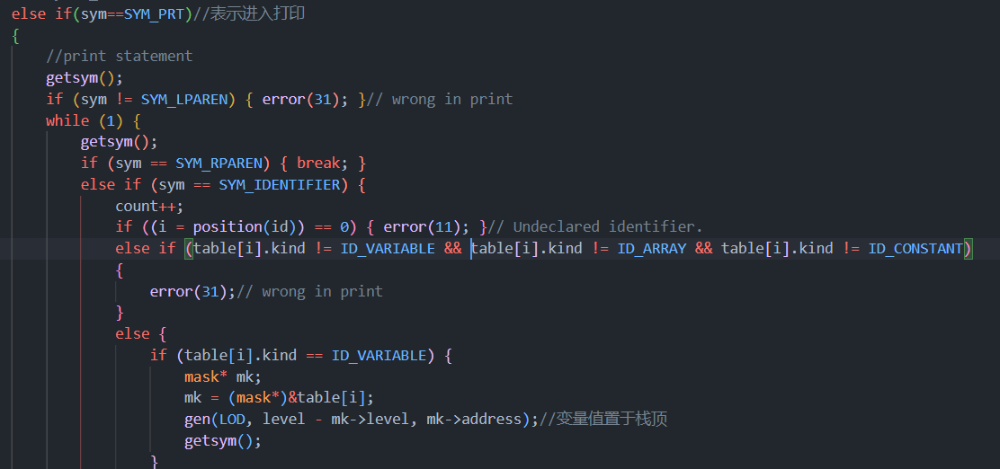 else if(sym==SYM_PRT)//表示进入打印
{
    //print statement
    getsym();
    if (sym != SYM_LPAREN) { error(31); }// wrong in print
    while (1) {
        getsym();
        if (sym == SYM_RPAREN) { break; }
        else if (sym == SYM_IDENTIFIER) {
            count++;
            if ((i = position(id)) == 0) { error(11); }// Undeclared identifier.
            else if (table[i].kind != ID_VARIABLE && table[i].kind != ID_ARRAY && table[i].kind != ID_CONSTANT)
            {
                error(31);// wrong in print
            }
            else {
                if (table[i].kind == ID_VARIABLE) {
                    mask* mk;
                    mk = (mask*)&table[i];
                    gen(LOD, level - mk->level, mk->address);//变量值置于栈顶
                    getsym();
                }